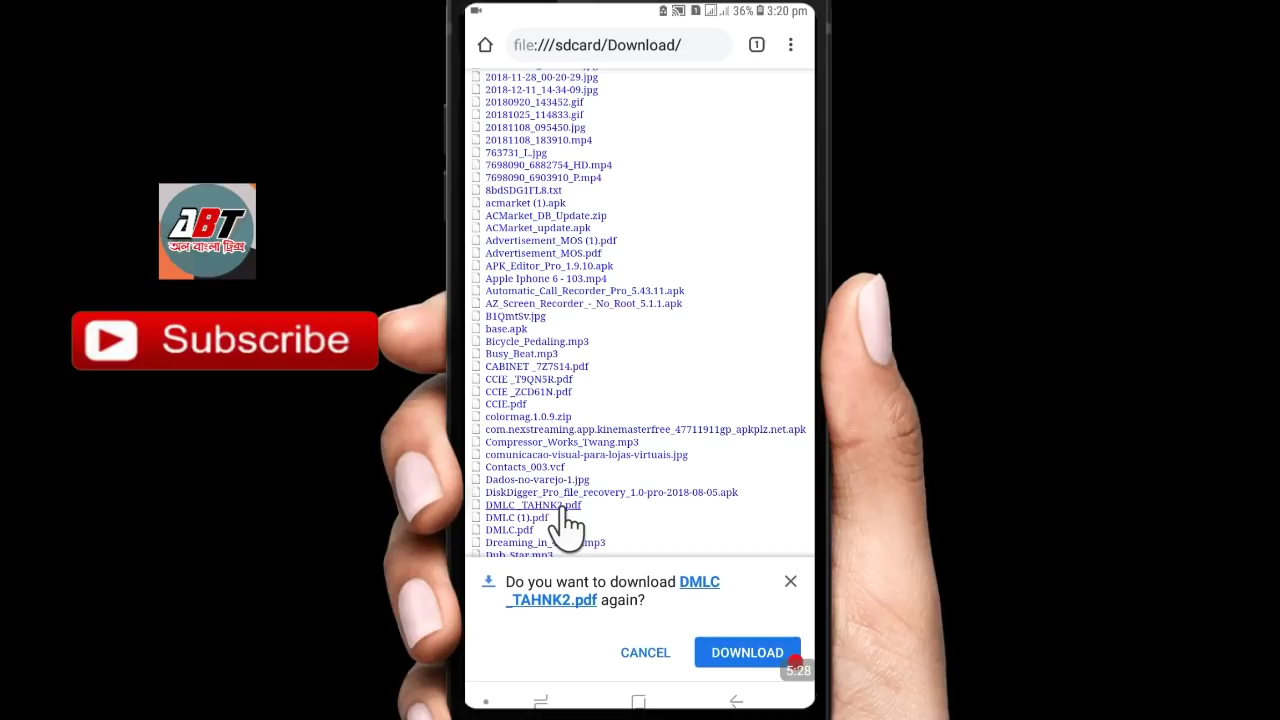 36% 3:20 pm
file:///sdcard/Download/
2018-11-28_00-20-29.jpg
2018-12-11_14-34-09.jpg
20180920_143452.gif
20181025_114833.gif
20181108_095450.jpg
20181108_183910.mp4
763731_L.jpg
7698090_6882754_HD.mp4
7698090_6903910_P.mp4
8bdSDG1FL8.txt
acmarket (1).apk
ACMarket_DB_Update.zip
ACMarket_update.apk
Advertisement_MOS (1).pdf
Advertisement_MOS.pdf
APK_Editor_Pro_1.9.10.apk
Apple Iphone 6 - 103.mp4
Automatic_Call_Recorder_Pro_5.43.11.apk
AZ_Screen_Recorder_-_No_Root_5.1.1.apk
B1QmtSv.jpg
base.apk
Bicycle_Pedaling.mp3
Busy_Beat.mp3
CABINET _7Z7S14.pdf
CCIE _T9QN5R.pdf
CCIE _ZCD61N.pdf
CCIE.pdf
colormag.1.0.9.zip
com.nexstreaming.app.kinemasterfree_47711911gp_apkplz.net.apk
Compressor_Works_Twang.mp3
comunicacao-visual-para-lojas-virtuais.jpg
Contacts_003.vcf
Dados-no-varejo-1.jpg
DiskDigger_Pro_file_recovery_1.0-pro-2018-08-05.apk
DMLC _TAHNK2.pdf
DMLC (1).pdf
DMLC.pdf
Dub_Star.mp3
Do you want to download DMLC
_TAHNK2.pdf again?
CANCEL DOWNLOAD
5:28
ABT
অল বাংলা ট্রিক্স
Subscribe